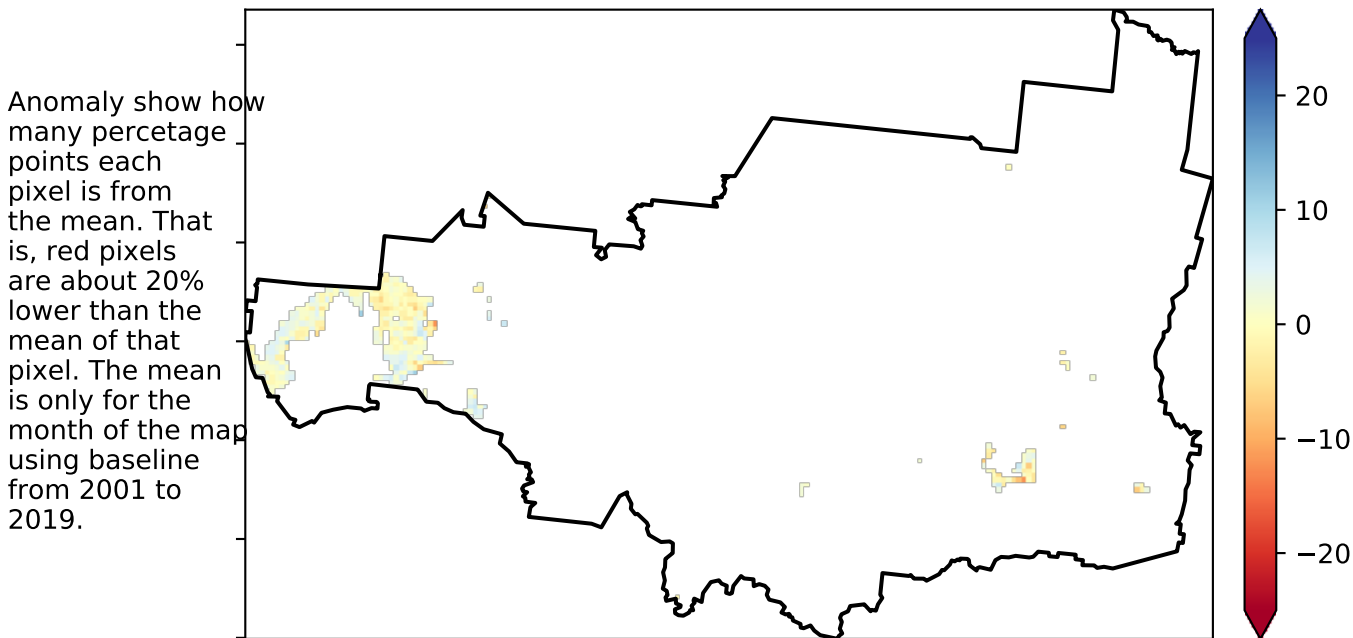 Anomaly show how
many percetage
points each
pixel is from
the mean. That
is, red pixels
are about 20%
lower than the
mean of that
pixel. The mean
is only for the
month of the map
using baseline
from 2001 to
2019.
20
10
0
−10
−20